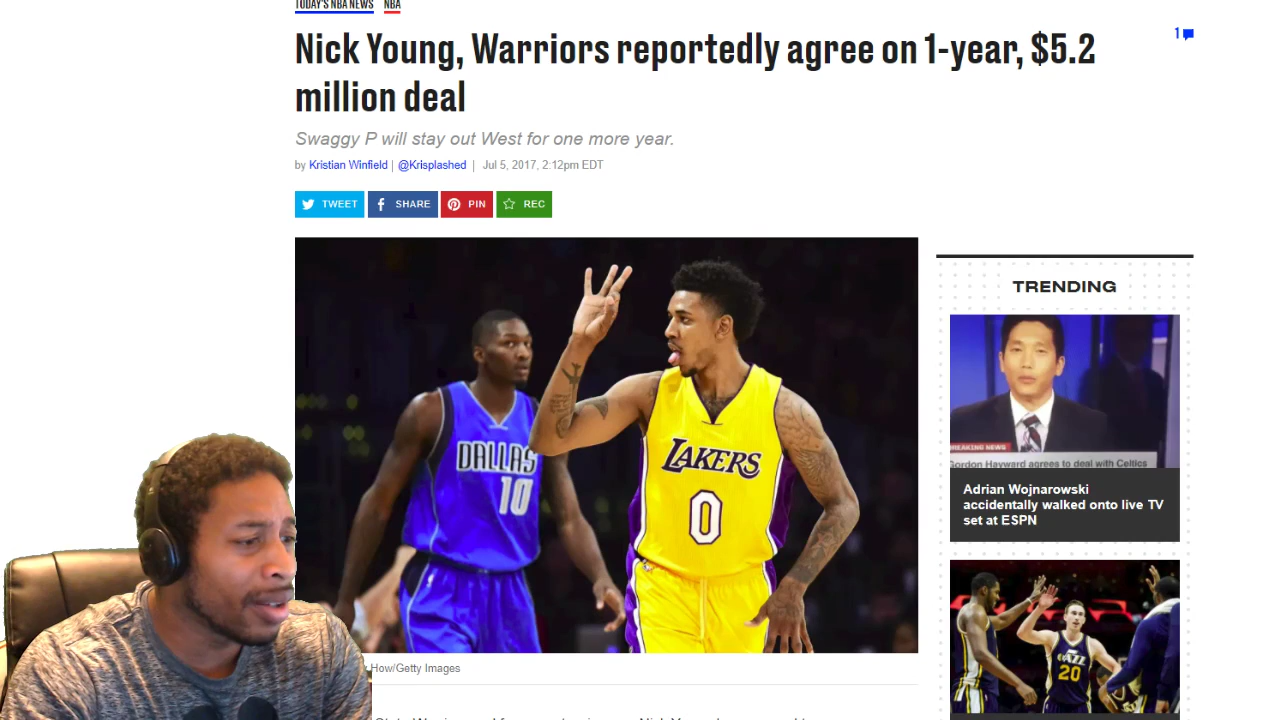 TODAY'S NBA NEWS NBA
Nick Young, Warriors reportedly agree on 1-year, $5.2
million deal
1
Swaggy P will stay out West for one more year.
by Kristian Winfield | @Krisplashed | Jul 5, 2017, 2:12pm EDT
TWEET SHARE PIN REC
DALLAS
10
LAKERS
0
How/Getty Images
TRENDING
BREAKING NEWS
Gordon Hayward agrees to deal with Celtics
Adrian Wojnarowski
accidentally walked onto live TV
set at ESPN
JAZZ
20